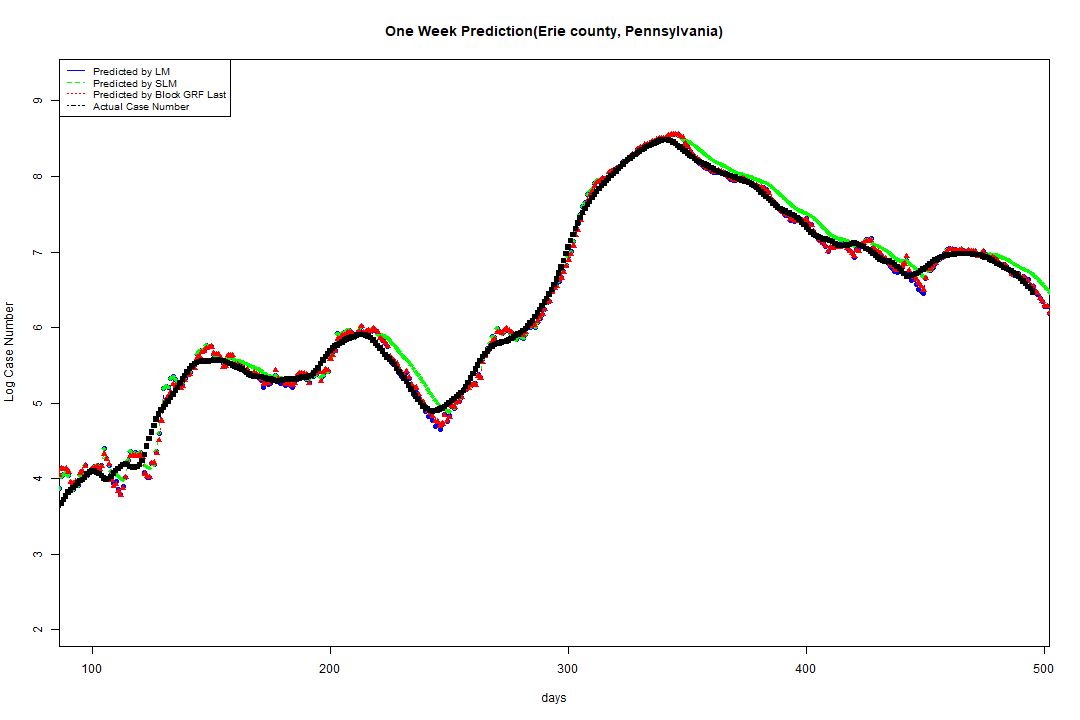 One Week Prediction(Erie county, Pennsylvania)
Predicted by LM
Predicted by SLM
Predicted by Block GRF Last
Actual Case Number
9
8
7
6
5
4
3
2
Log Case Number
100 200 300 400 500
days